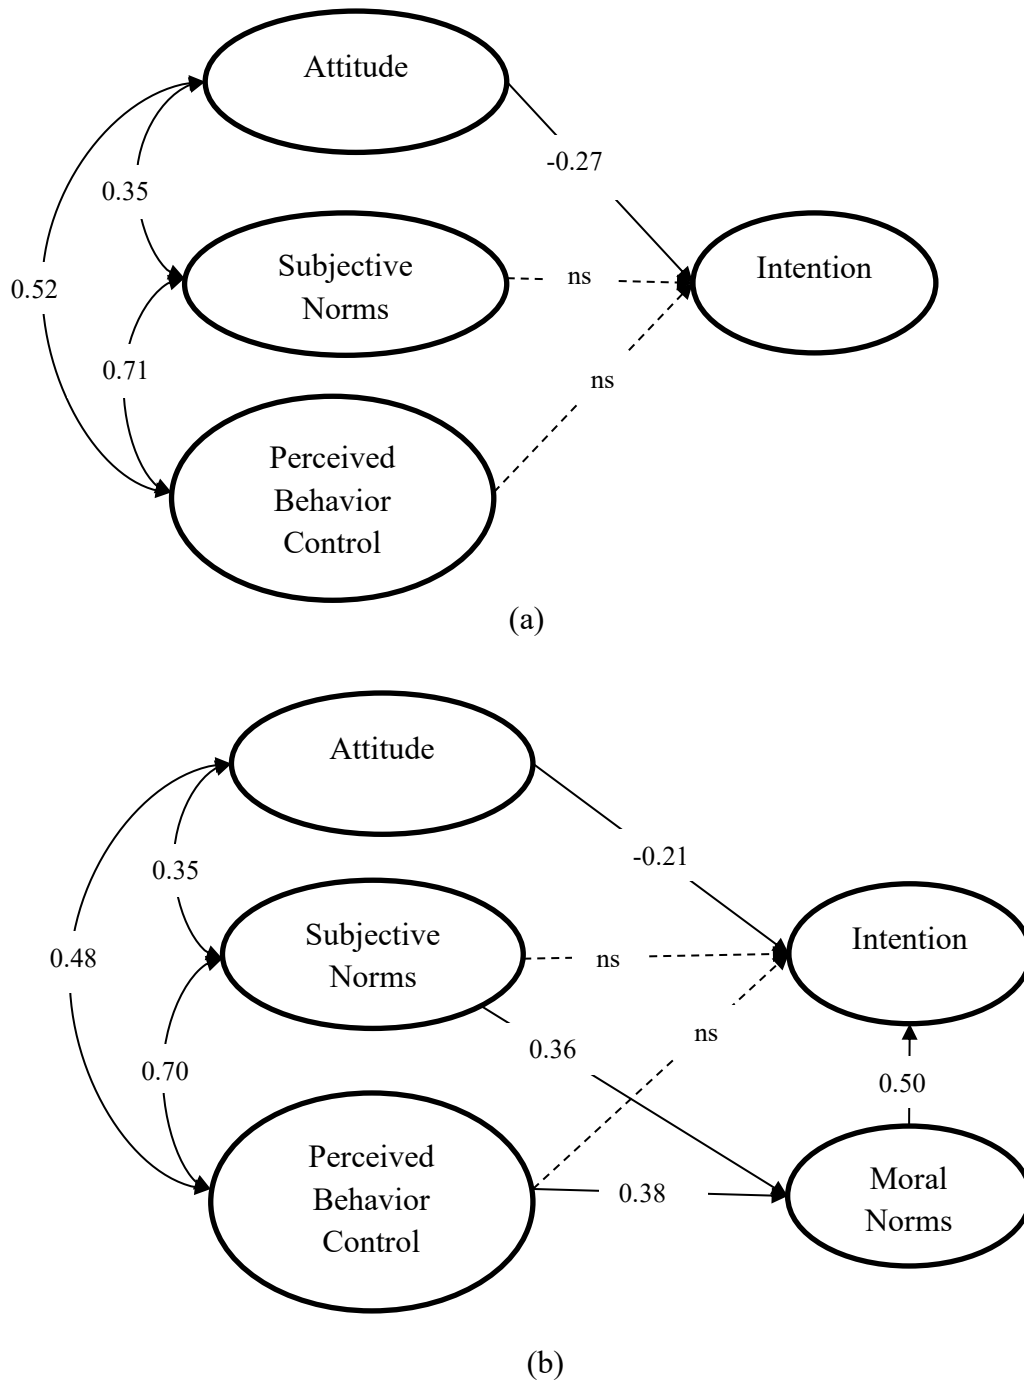 Attitude
-0.27
0.35
Subjective
Norms
ns
Intention
0.52
0.71
ns
Perceived
Behavior
Control
(a)
Attitude
-0.21
0.35
Subjective
Norms
ns
Intention
0.48
0.36
ns
0.70
0.50
Perceived
Behavior
Control
0.38
Moral
Norms
(b)